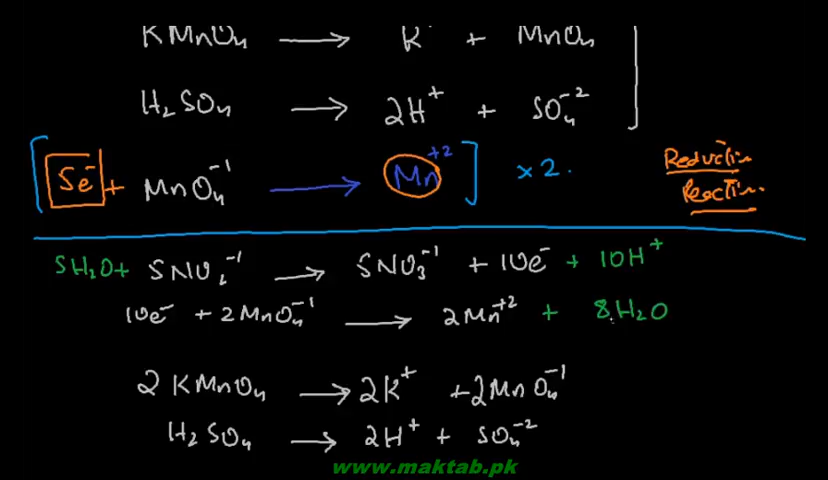 KMnO₄ ⟶ K⁺ + MnO₄
H₂SO₄ ⟶ 2H⁺ + SO₄⁻²
[5e⁻ + MnO₄⁻¹ ⟶ Mn⁺²] ×2.
Reduction
Reaction.
5H₂O + 5NO₂⁻¹ ⟶ 5NO₃⁻¹ + 10e⁻ + 10H⁺
10e⁻ + 2MnO₄⁻¹ ⟶ 2Mn⁺² + 8H₂O
2KMnO₄ ⟶ 2K⁺ + 2MnO₄⁻¹
H₂SO₄ ⟶ 2H⁺ + SO₄⁻²
www.maktab.pk